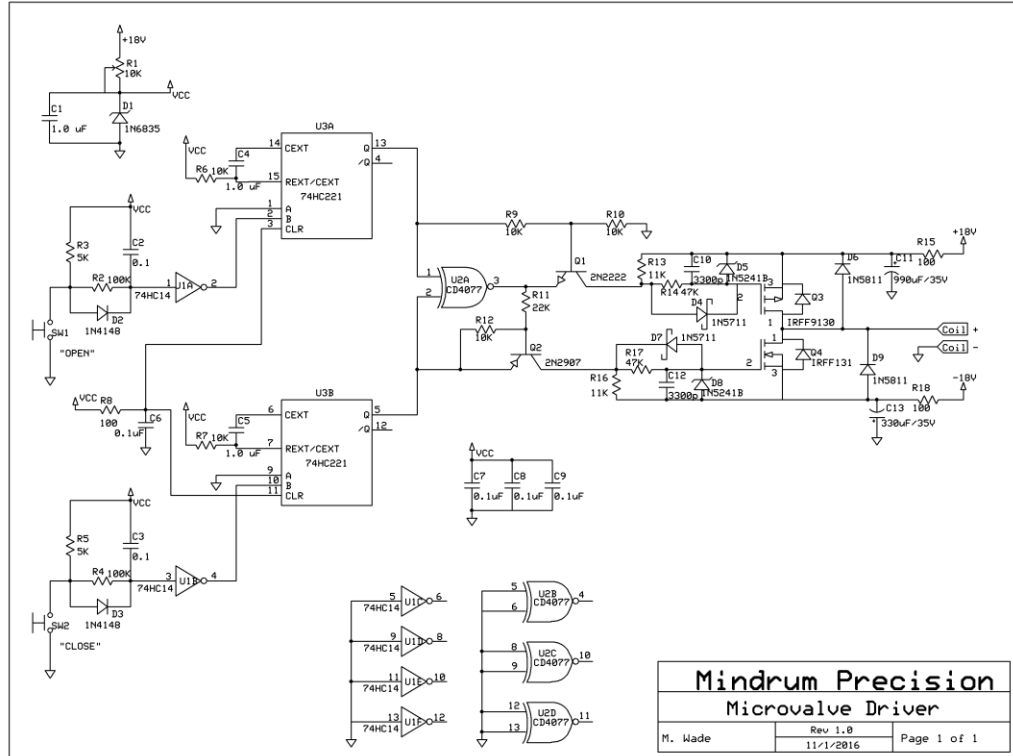 +18V
R1
10K
VCC
C1
1.0 uF
D1
1N6835
VCC
R6 10K
C4
1.0 uF
U3A
14 CEXT Q 13
/Q 4
15 REXT/CEXT
74HC221
1 A
2 B
3 CLR
VCC
R3
5K
C2
0.1
R2 100K
1 U1A 2
74HC14
D2
1N4148
SW1
"OPEN"
R9
10K
R10
10K
1
2
U2A
CD4077
3
Q1
2N2222
R11
22K
R12
10K
Q2
2N2907
R13
11K
C10
3300p
D5
1N5241B
R14 47K
D4
1N5711
2
3
1
Q3
IRFF9130
D6
1N5811
C11
990uF/35V
R15
100
+18V
Coil +
Coil -
D7
1N5711
R17
47K
R16
11K
C12
3300p
D8
1N5241B
2
1
3
Q4
IRFF131
D9
1N5811
R18
100
-18V
C13
330uF/35V
VCC
R8
100
C6
0.1uF
VCC
R7 10K
C5
1.0 uF
U3B
6 CEXT Q 5
/Q 12
7 REXT/CEXT
74HC221
9 A
10 B
11 CLR
VCC
C7
0.1uF
C8
0.1uF
C9
0.1uF
VCC
R5
5K
C3
0.1
R4 100K
3 U1B 4
74HC14
D3
1N4148
SW2
"CLOSE"
5 U1C 6
74HC14
9 U1D 8
74HC14
11 U1E 10
74HC14
13 U1F 12
74HC14
5
6
U2B
CD4077
4
8
9
U2C
CD4077
10
12
13
U2D
CD4077
11
Mindrum Precision
Microvalve Driver
M. Wade
Rev 1.0
11/1/2016
Page 1 of 1